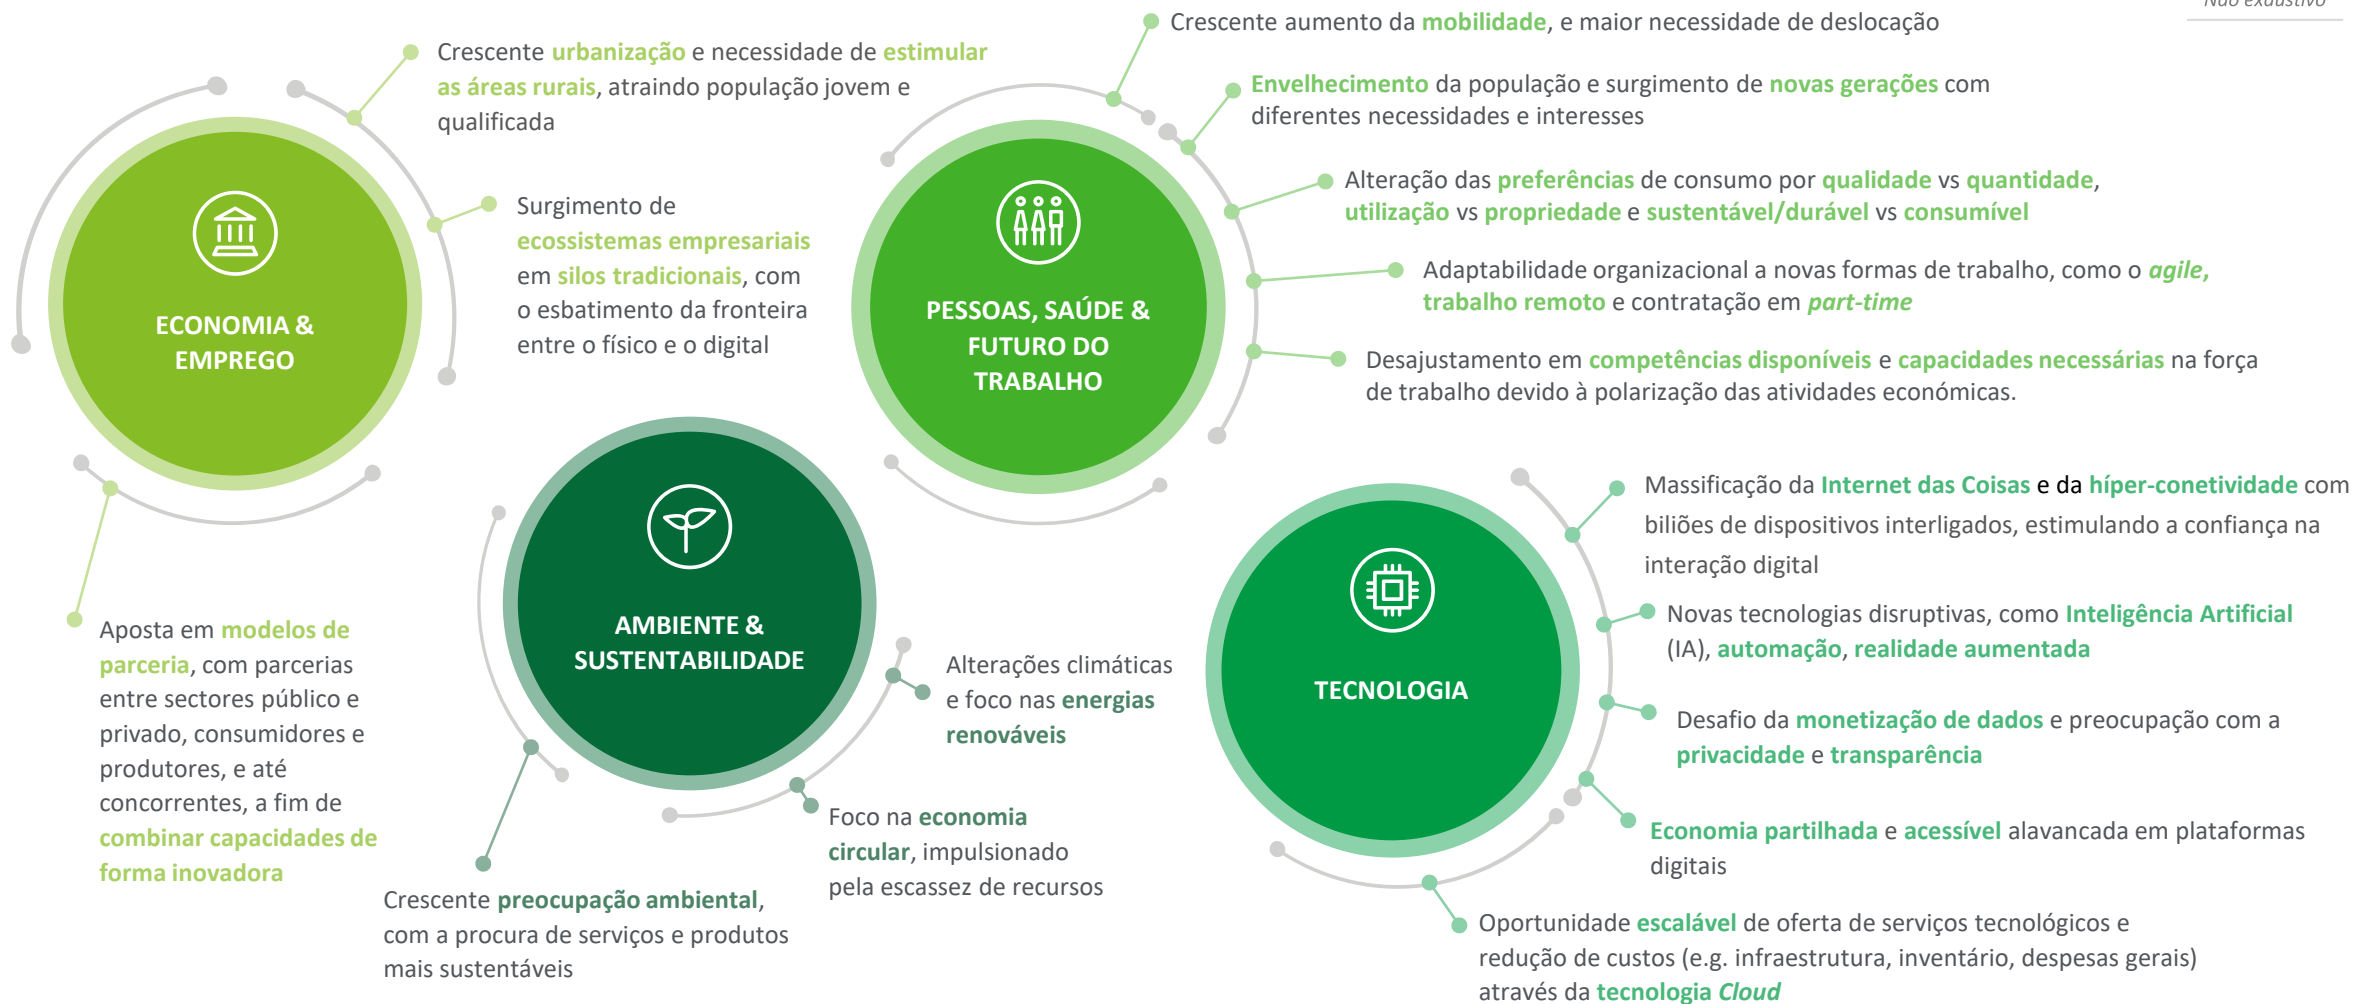 Não exaustivo
Crescente urbanização e necessidade de estimular
as áreas rurais, atraindo população jovem e
qualificada
Surgimento de
ecossistemas empresariais
em silos tradicionais, com
o esbatimento da fronteira
entre o físico e o digital
ECONOMIA &
EMPREGO
Aposta em modelos de
parceria, com parcerias
entre sectores público e
privado, consumidores e
produtores, e até
concorrentes, a fim de
combinar capacidades de
forma inovadora
Crescente aumento da mobilidade, e maior necessidade de deslocação
Envelhecimento da população e surgimento de novas gerações com
diferentes necessidades e interesses
Alteração das preferências de consumo por qualidade vs quantidade,
utilização vs propriedade e sustentável/durável vs consumível
Adaptabilidade organizacional a novas formas de trabalho, como o agile,
trabalho remoto e contratação em part-time
Desajustamento em competências disponíveis e capacidades necessárias na força
de trabalho devido à polarização das atividades económicas.
PESSOAS, SAÚDE &
FUTURO DO
TRABALHO
AMBIENTE &
SUSTENTABILIDADE
Alterações climáticas
e foco nas energias
renováveis
Foco na economia
circular, impulsionado
pela escassez de recursos
Crescente preocupação ambiental,
com a procura de serviços e produtos
mais sustentáveis
TECNOLOGIA
Massificação da Internet das Coisas e da híper-conetividade com
biliões de dispositivos interligados, estimulando a confiança na
interação digital
Novas tecnologias disruptivas, como Inteligência Artificial
(IA), automação, realidade aumentada
Desafio da monetização de dados e preocupação com a
privacidade e transparência
Economia partilhada e acessível alavancada em plataformas
digitais
Oportunidade escalável de oferta de serviços tecnológicos e
redução de custos (e.g. infraestrutura, inventário, despesas gerais)
através da tecnologia Cloud